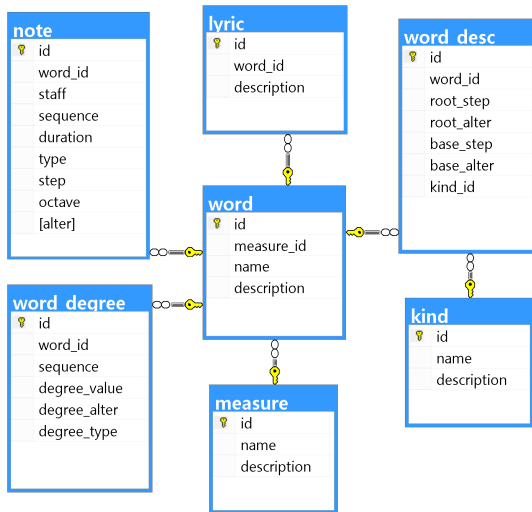 note
id
word_id
staff
sequence
duration
type
step
octave
[alter]
lyric
id
word_id
description
word_desc
id
word_id
root_step
root_alter
base_step
base_alter
kind_id
word
id
measure_id
name
description
word_degree
id
word_id
sequence
degree_value
degree_alter
degree_type
measure
id
name
description
kind
id
name
description